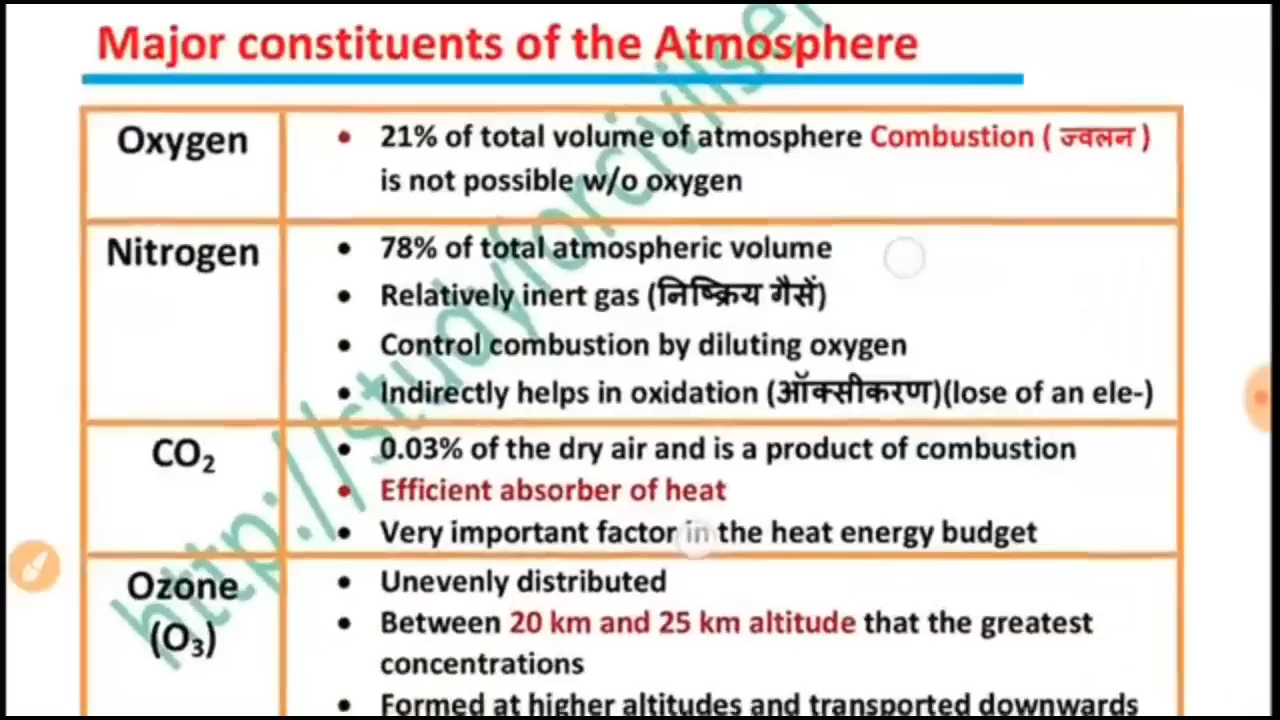 Major constituents of the Atmosphere
Oxygen
• 21% of total volume of atmosphere Combustion ( ज्वलन )
is not possible w/o oxygen
Nitrogen
• 78% of total atmospheric volume
• Relatively inert gas (निष्क्रिय गैसें)
• Control combustion by diluting oxygen
• Indirectly helps in oxidation (ऑक्सीकरण)(lose of an ele-)
CO₂
• 0.03% of the dry air and is a product of combustion
• Efficient absorber of heat
• Very important factor in the heat energy budget
Ozone
(O₃)
• Unevenly distributed
• Between 20 km and 25 km altitude that the greatest
concentrations
• Formed at higher altitudes and transported downwards
http://studyforcivilser